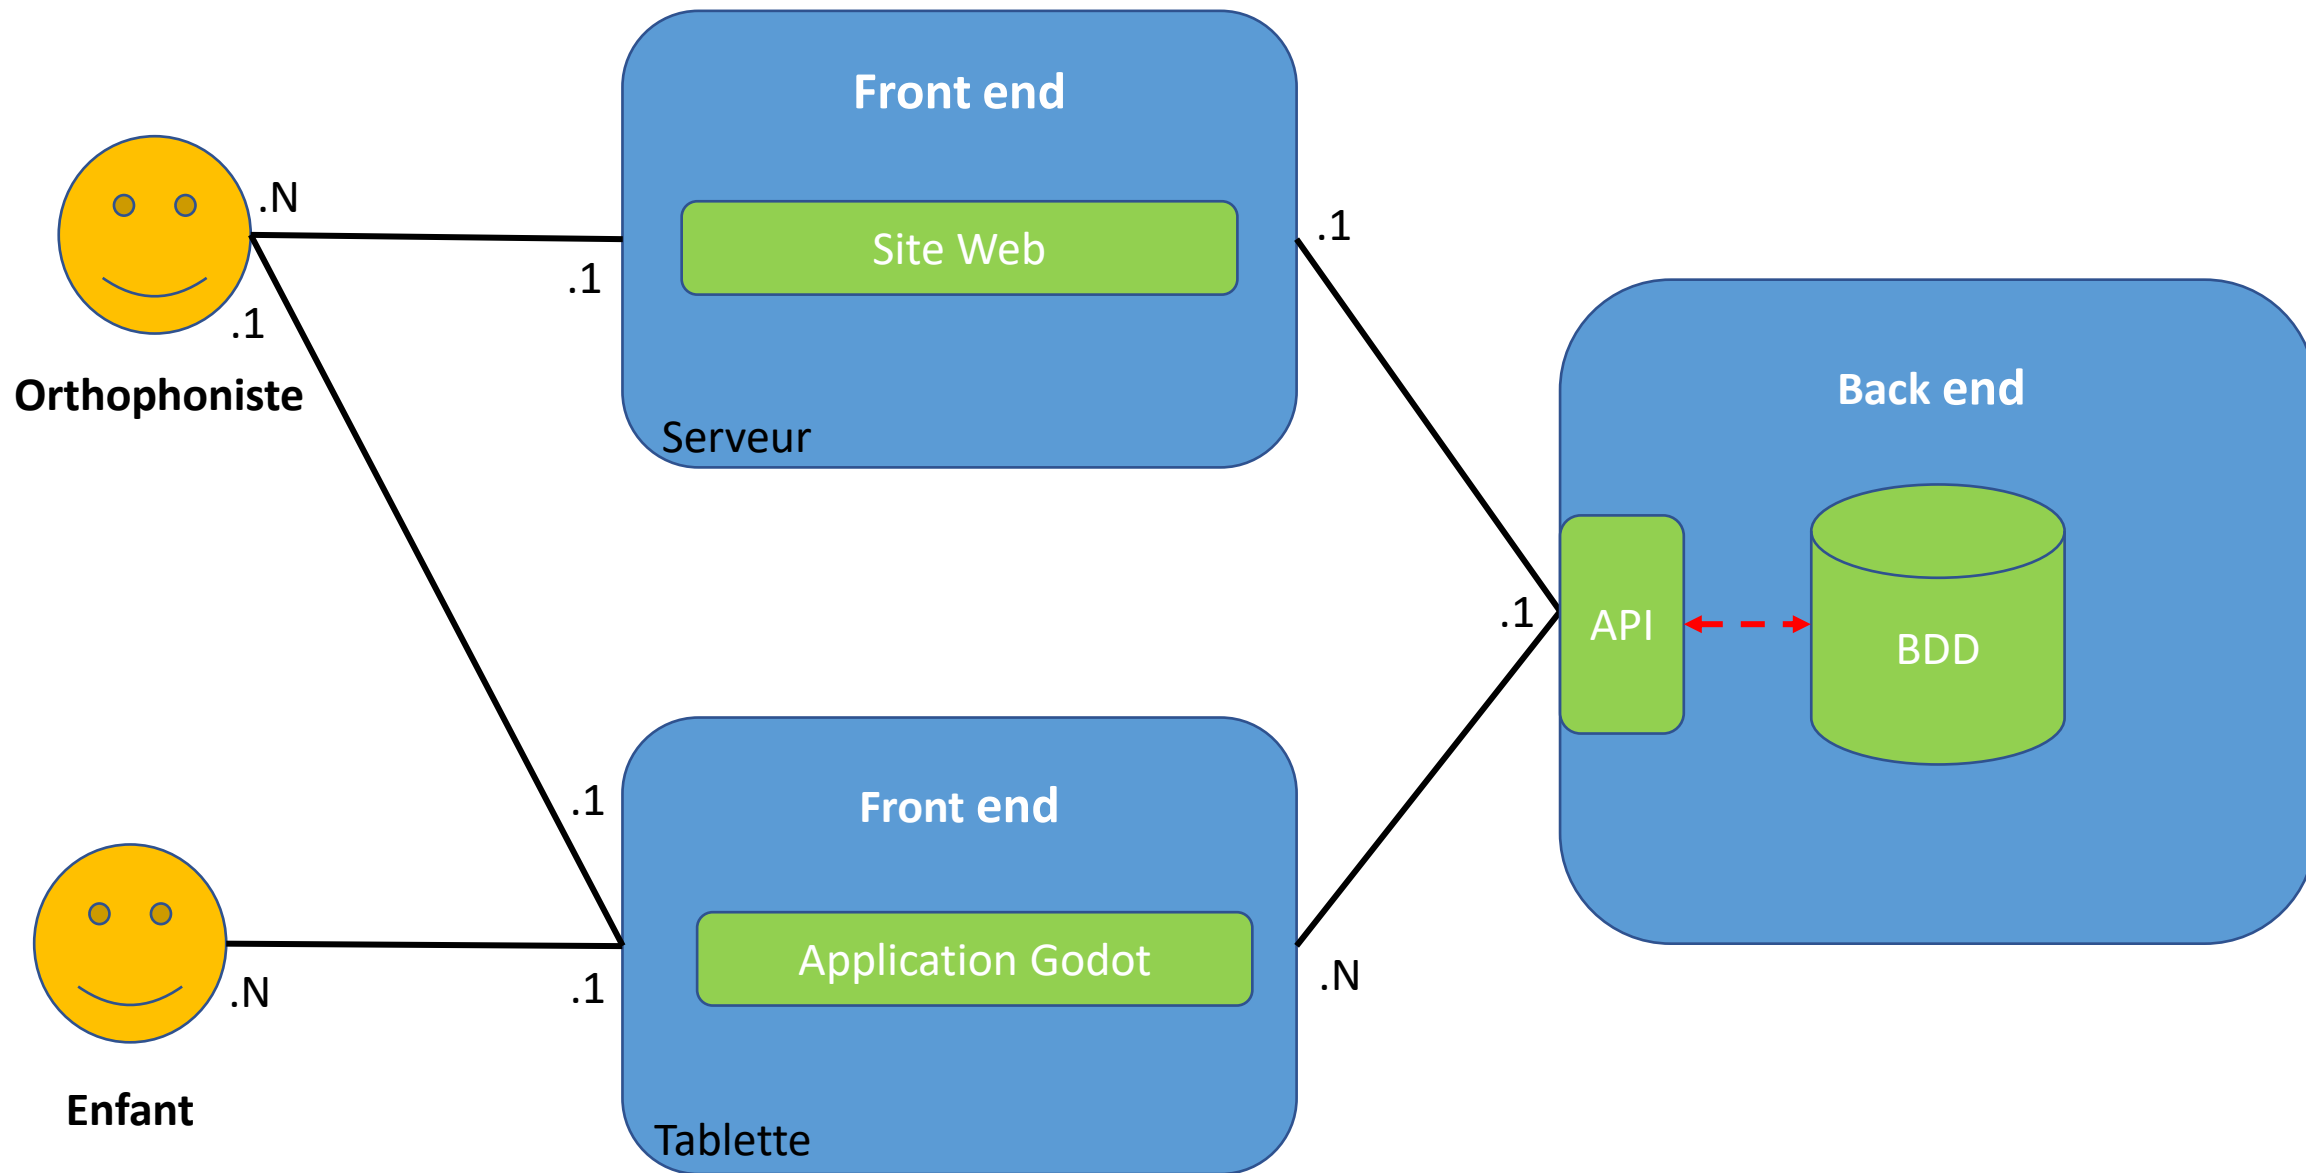 Front end
.N
Site Web
.1
.1
.1
Orthophoniste
Serveur
Back end
.1
API
BDD
.1
Front end
Application Godot
.N
.1
.N
Enfant
Tablette